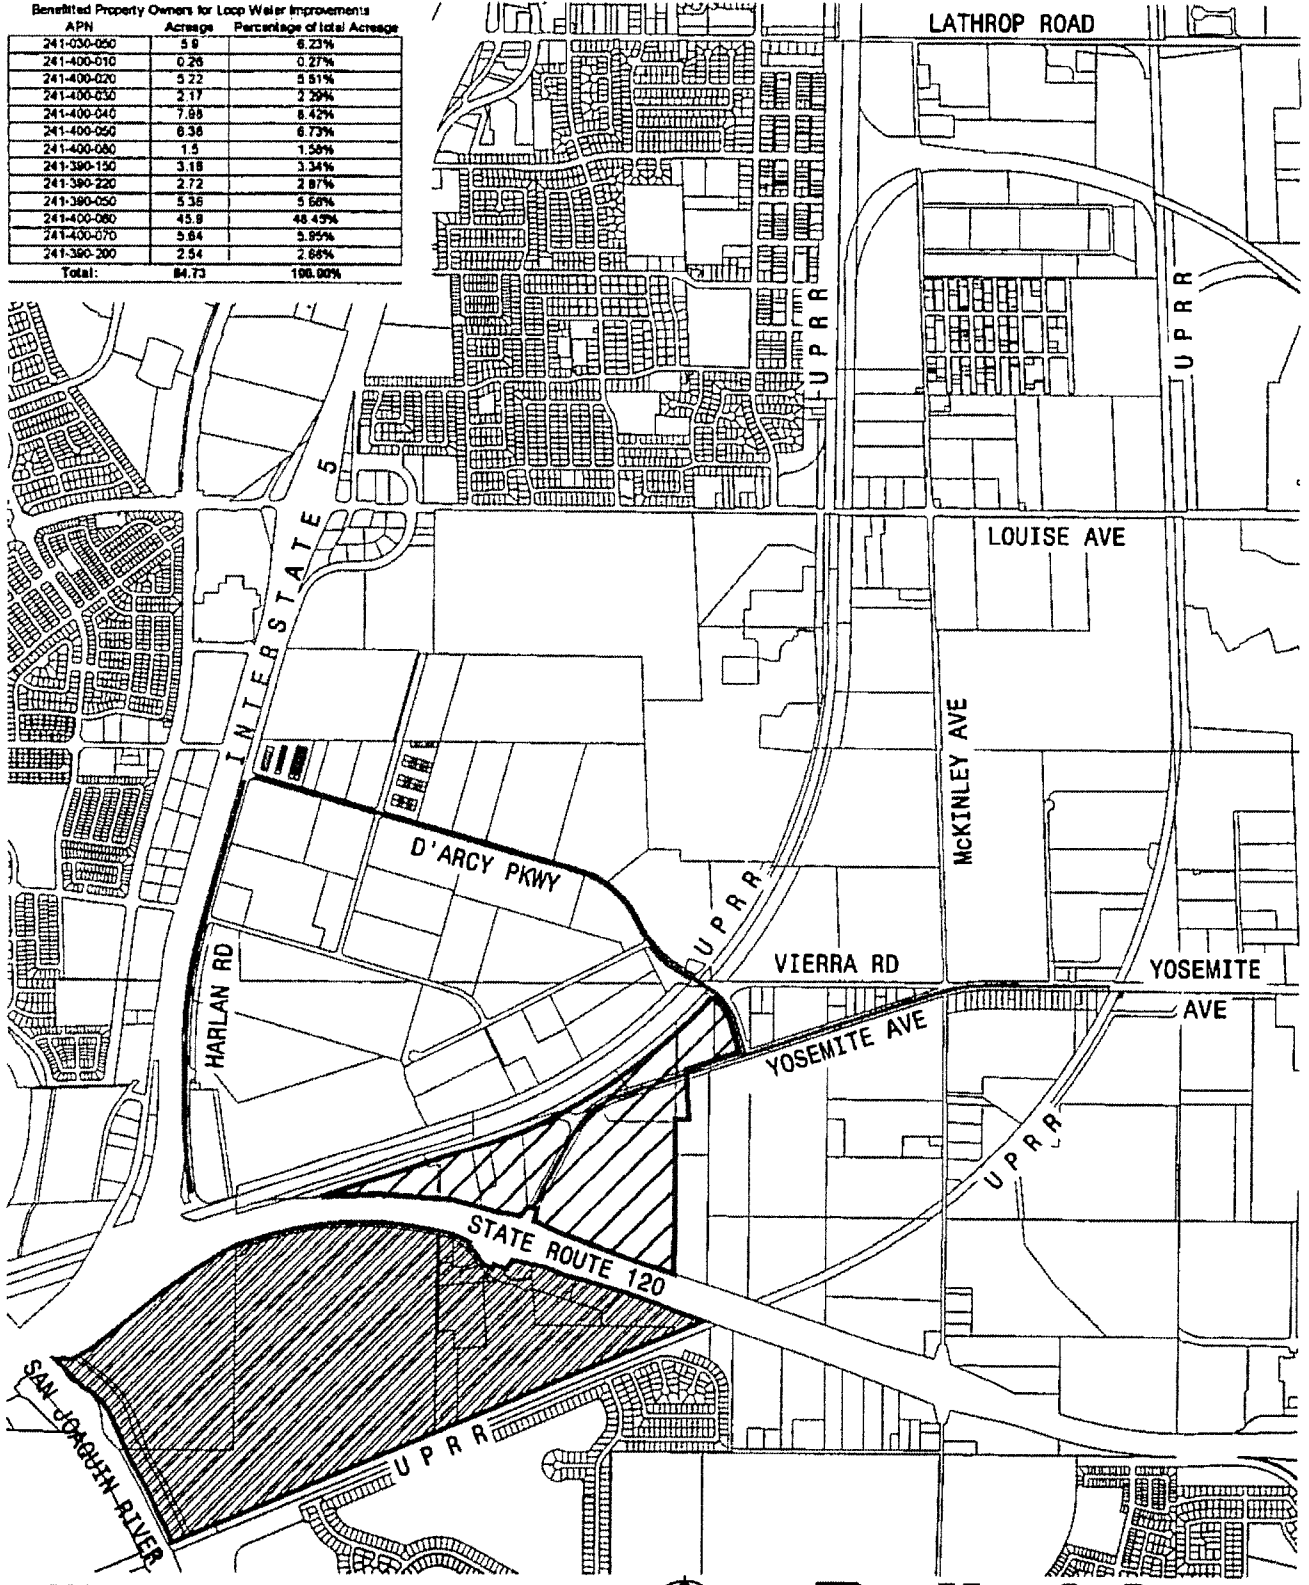 Benefitted Property Owners for Loop Water Improvements
APN Acreage Percentage of total Acreage
241-030-050 5.9 6.23%
241-400-010 0.26 0.27%
241-400-020 5.22 5.51%
241-400-030 2.17 2.29%
241-400-040 7.98 8.42%
241-400-050 6.38 6.73%
241-400-060 1.5 1.58%
241-390-150 3.16 3.34%
241-390-220 2.72 2.87%
241-390-050 5.36 5.66%
241-400-060 45.9 48.45%
241-400-070 5.64 5.95%
241-390-200 2.54 2.68%
Total: 94.73 100.00%
LATHROP ROAD
UPRR
UPRR
INTERSTATE 5
LOUISE AVE
MCKINLEY AVE
D'ARCY PKWY
UPRR
HARLAN RD
VIERRA RD
YOSEMITE
AVE
YOSEMITE AVE
UPRR
STATE ROUTE 120
SAN JOAQUIN RIVER
UPRR